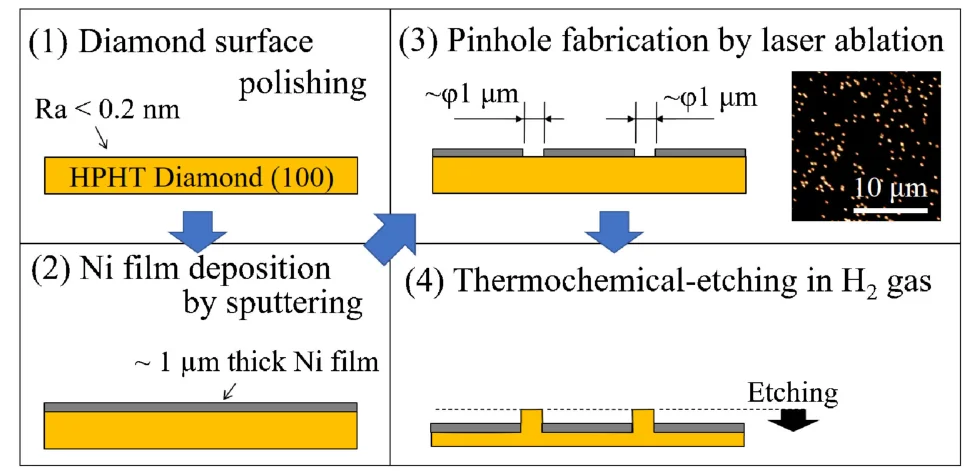 (1) Diamond surface
polishing
Ra < 0.2 nm
HPHT Diamond (100)
(2) Ni film deposition
by sputtering
~ 1 μm thick Ni film
(3) Pinhole fabrication by laser ablation
~φ1 μm
~φ1 μm
10 μm
(4) Thermochemical-etching in H₂ gas
Etching